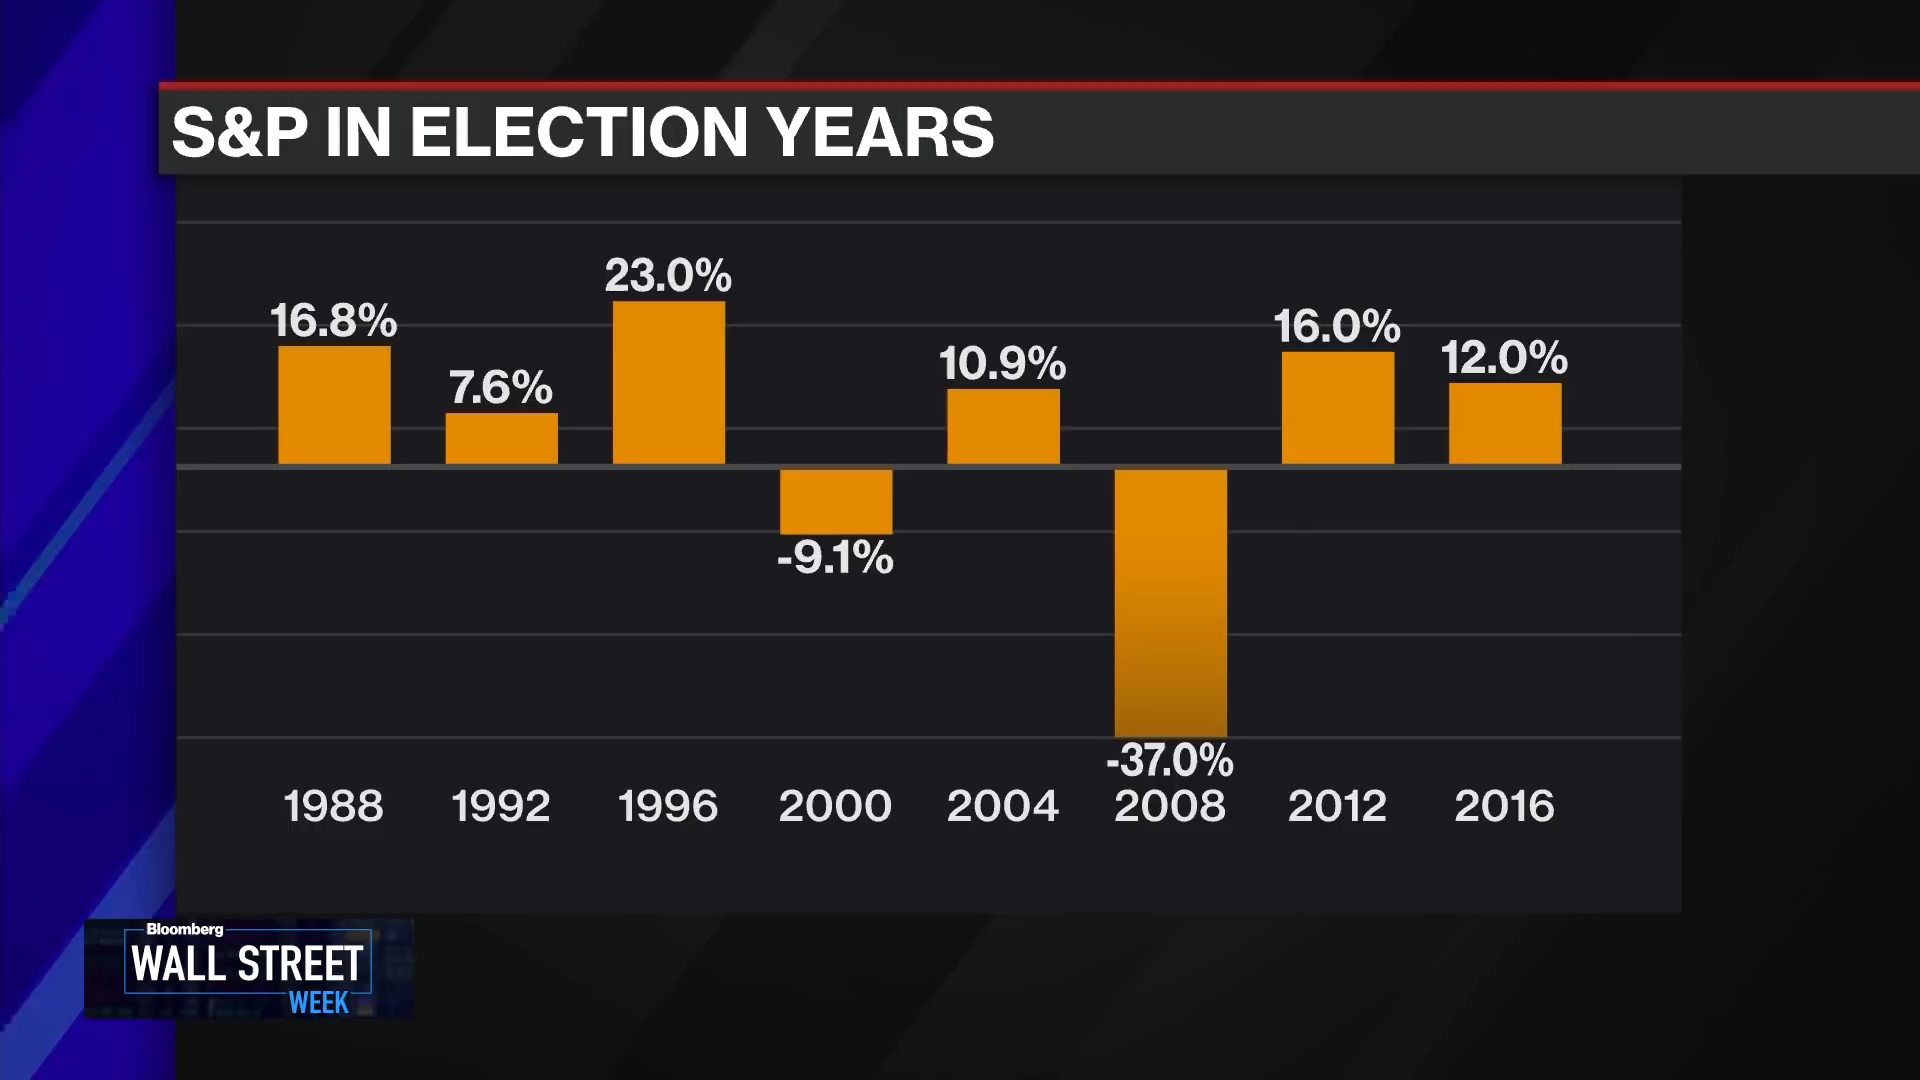 S&P IN ELECTION YEARS
16.8%
7.6%
23.0%
-9.1%
10.9%
-37.0%
16.0%
12.0%
1988 1992 1996 2000 2004 2008 2012 2016
Bloomberg
WALL STREET
WEEK